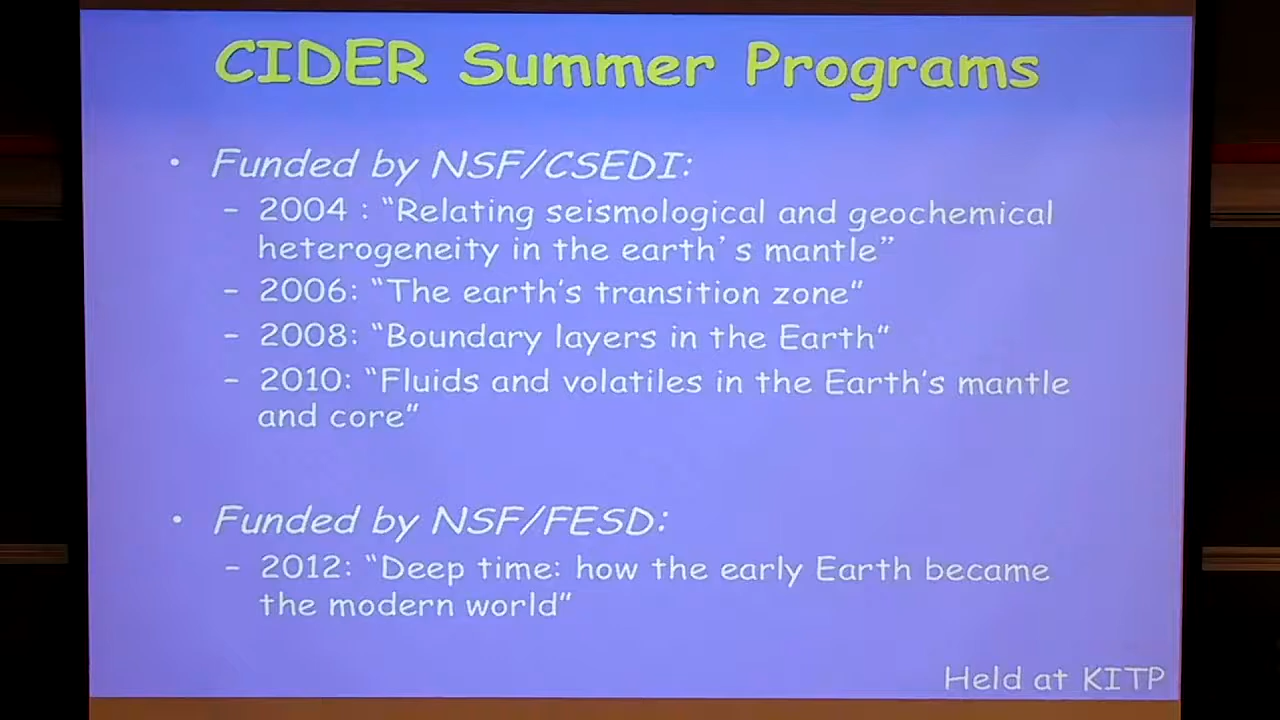 CIDER Summer Programs
• Funded by NSF/CSEDI:
– 2004 : “Relating seismological and geochemical
heterogeneity in the earth’ s mantle”
– 2006: “The earth’s transition zone”
– 2008: “Boundary layers in the Earth”
– 2010: “Fluids and volatiles in the Earth’s mantle
and core”
• Funded by NSF/FESD:
– 2012: “Deep time: how the early Earth became
the modern world”
Held at KITP